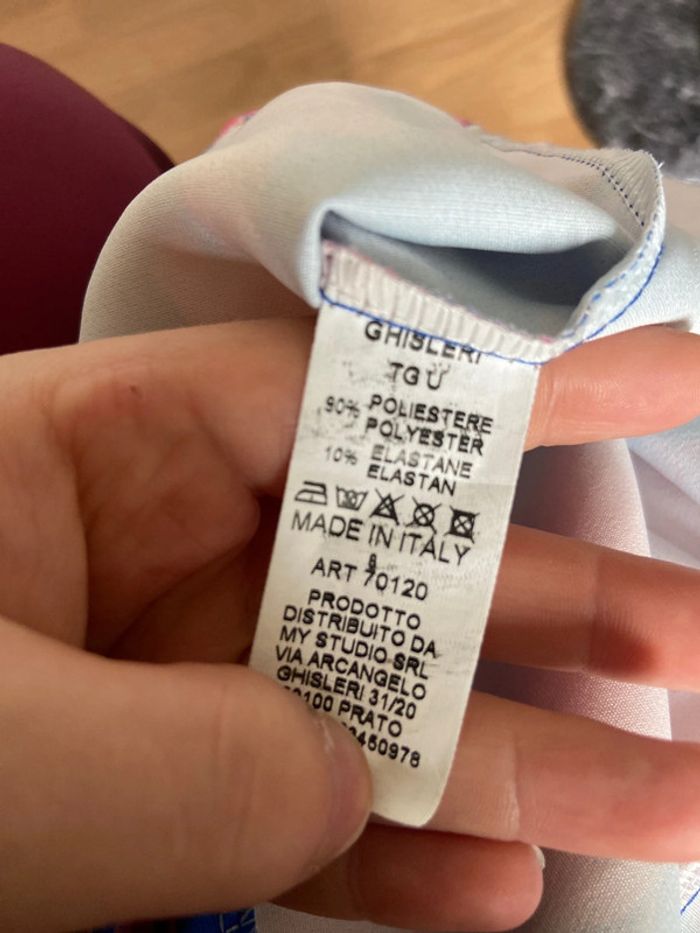 GHISLERI
TG U
90% POLIESTERE
POLYESTER
10% ELASTANE
ELASTAN
MADE IN ITALY
ART 70120
PRODOTTO
DISTRIBUITO DA
MY STUDIO SRL
VIA ARCANGELO
GHISLERI 31/20
PRATO